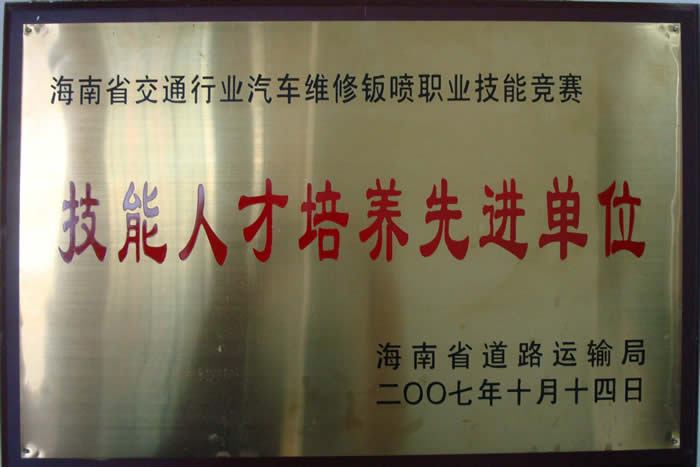 海南省交通行业汽车维修钣喷职业技能竞赛
技能人才培养先进单位
海南省道路运输局
二〇〇七年十月十四日